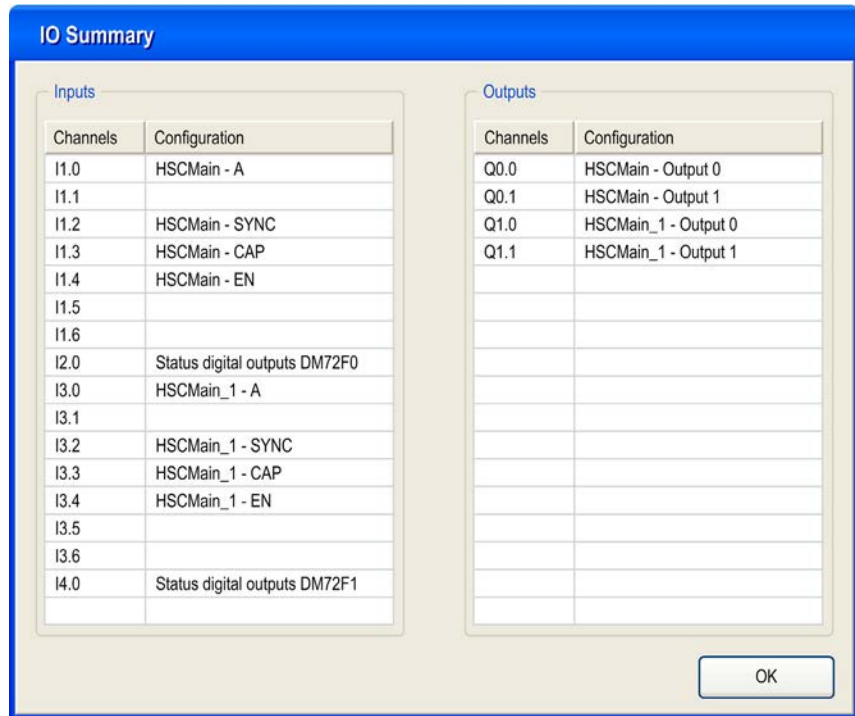 IO Summary
Inputs
Channels Configuration
I1.0 HSCMain - A
I1.1
I1.2 HSCMain - SYNC
I1.3 HSCMain - CAP
I1.4 HSCMain - EN
I1.5
I1.6
I2.0 Status digital outputs DM72F0
I3.0 HSCMain_1 - A
I3.1
I3.2 HSCMain_1 - SYNC
I3.3 HSCMain_1 - CAP
I3.4 HSCMain_1 - EN
I3.5
I3.6
I4.0 Status digital outputs DM72F1
Outputs
Channels Configuration
Q0.0 HSCMain - Output 0
Q0.1 HSCMain - Output 1
Q1.0 HSCMain_1 - Output 0
Q1.1 HSCMain_1 - Output 1
OK